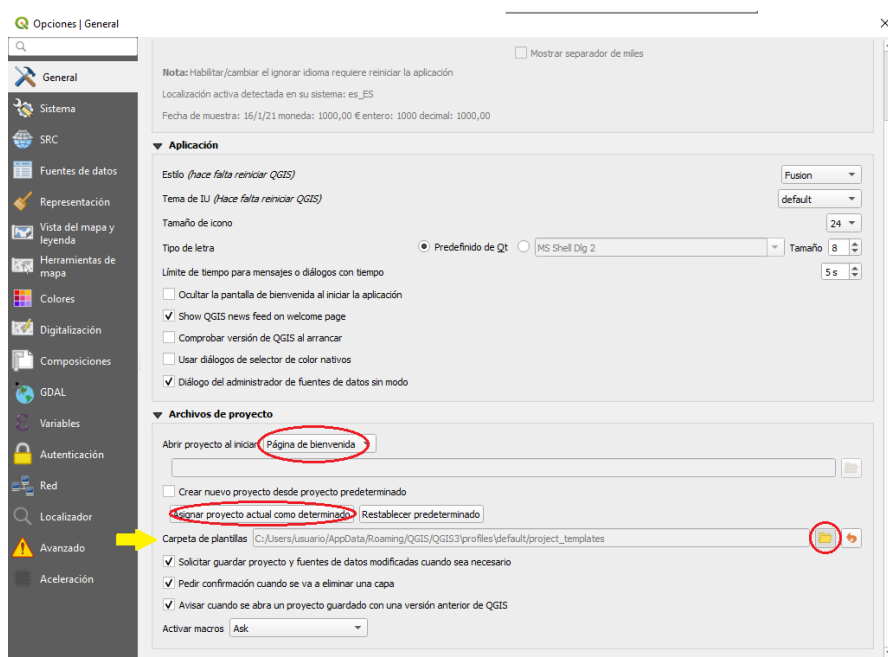 Opciones | General
General
Sistema
SRC
Fuentes de datos
Representación
Vista del mapa y
leyenda
Herramientas de
mapa
Colores
Digitalización
Composiciones
GDAL
Variables
Autenticación
Red
Localizador
Avanzado
Aceleración
Mostrar separador de miles
Nota: Habilitar/cambiar el ignorar idioma requiere reiniciar la aplicación
Localización activa detectada en su sistema: es_ES
Fecha de muestra: 16/1/21 moneda: 1000,00 € entero: 1000 decimal: 1000,00
Aplicación
Estilo (hace falta reiniciar QGIS) Fusion
Tema de IU (Hace falta reiniciar QGIS) default
Tamaño de icono 24
Tipo de letra Predefinido de Qt MS Shell Dlg 2 Tamaño 8
Límite de tiempo para mensajes o diálogos con tiempo 5 s
Ocultar la pantalla de bienvenida al iniciar la aplicación
Show QGIS news feed on welcome page
Comprobar versión de QGIS al arrancar
Usar diálogos de selector de color nativos
Diálogo del administrador de fuentes de datos sin modo
Archivos de proyecto
Abrir proyecto al iniciar Página de bienvenida
Crear nuevo proyecto desde proyecto predeterminado
Asignar proyecto actual como determinado Restablecer predeterminado
Carpeta de plantillas C:/Users/usuario/AppData/Roaming/QGIS/QGIS3\profiles\default/project_templates
Solicitar guardar proyecto y fuentes de datos modificadas cuando sea necesario
Pedir confirmación cuando se va a eliminar una capa
Avisar cuando se abra un proyecto guardado con una versión anterior de QGIS
Activar macros Ask